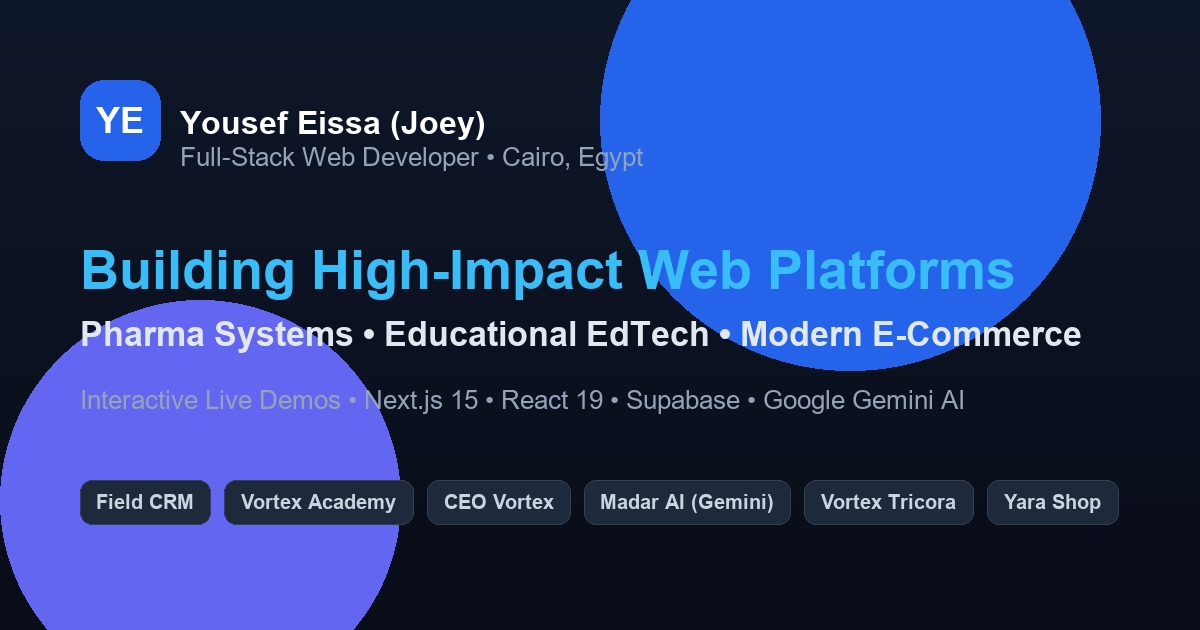 YE
Yousef Eissa (Joey)
Full-Stack Web Developer • Cairo, Egypt
Building High-Impact Web Platforms
Pharma Systems • Educational EdTech • Modern E-Commerce
Interactive Live Demos • Next.js 15 • React 19 • Supabase • Google Gemini AI
Field CRM Vortex Academy CEO Vortex Madar AI (Gemini) Vortex Tricora Yara Shop